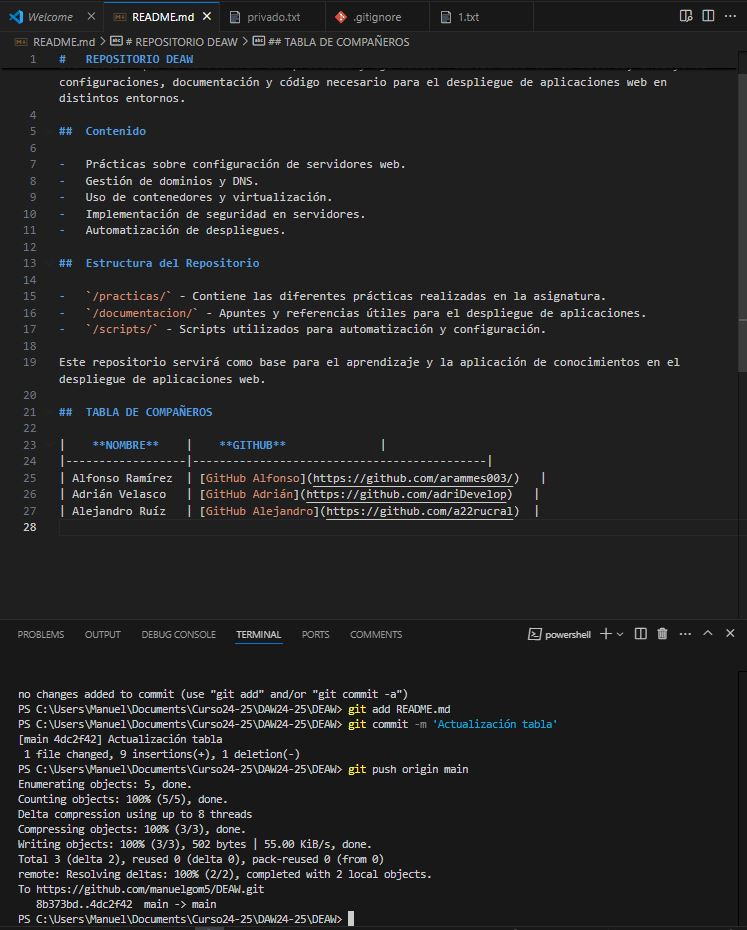 Welcome README.md privado.txt .gitignore 1.txt
README.md > # REPOSITORIO DEAW > ## TABLA DE COMPAÑEROS
1 # REPOSITORIO DEAW
configuraciones, documentación y código necesario para el despliegue de aplicaciones web en
distintos entornos.
4
5 ## Contenido
6
7 - Prácticas sobre configuración de servidores web.
8 - Gestión de dominios y DNS.
9 - Uso de contenedores y virtualización.
10 - Implementación de seguridad en servidores.
11 - Automatización de despliegues.
12
13 ## Estructura del Repositorio
14
15 - `/practicas/` - Contiene las diferentes prácticas realizadas en la asignatura.
16 - `/documentacion/` - Apuntes y referencias útiles para el despliegue de aplicaciones.
17 - `/scripts/` - Scripts utilizados para automatización y configuración.
18
19 Este repositorio servirá como base para el aprendizaje y la aplicación de conocimientos en el
despliegue de aplicaciones web.
20
21 ## TABLA DE COMPAÑEROS
22
23 | **NOMBRE** | **GITHUB** |
24 |------------------|--------------------------------------------|
25 | Alfonso Ramírez | [GitHub Alfonso](https://github.com/arammes003/) |
26 | Adrián Velasco | [GitHub Adrián](https://github.com/adriDevelop) |
27 | Alejandro Ruíz | [GitHub Alejandro](https://github.com/a22rucral) |
28
PROBLEMS OUTPUT DEBUG CONSOLE TERMINAL PORTS COMMENTS powershell
no changes added to commit (use "git add" and/or "git commit -a")
PS C:\Users\Manuel\Documents\Curso24-25\DAW24-25\DEAW> git add README.md
PS C:\Users\Manuel\Documents\Curso24-25\DAW24-25\DEAW> git commit -m 'Actualización tabla'
[main 4dc2f42] Actualización tabla
1 file changed, 9 insertions(+), 1 deletion(-)
PS C:\Users\Manuel\Documents\Curso24-25\DAW24-25\DEAW> git push origin main
Enumerating objects: 5, done.
Counting objects: 100% (5/5), done.
Delta compression using up to 8 threads
Compressing objects: 100% (3/3), done.
Writing objects: 100% (3/3), 502 bytes | 55.00 KiB/s, done.
Total 3 (delta 2), reused 0 (delta 0), pack-reused 0 (from 0)
remote: Resolving deltas: 100% (2/2), completed with 2 local objects.
To https://github.com/manuelgom5/DEAW.git
8b373bd..4dc2f42 main -> main
PS C:\Users\Manuel\Documents\Curso24-25\DAW24-25\DEAW>